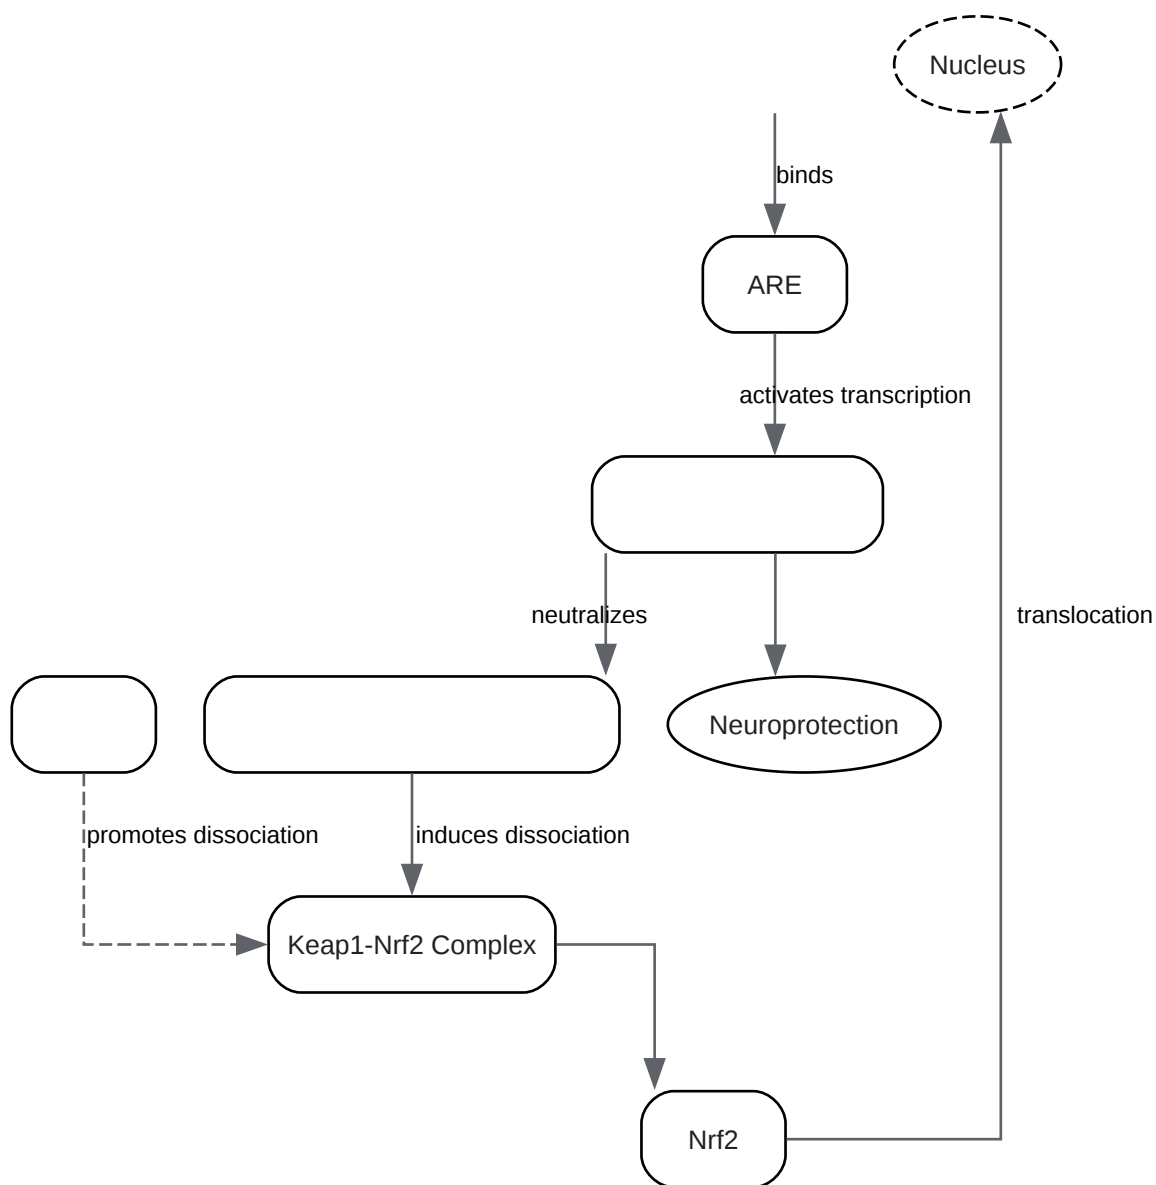 Nucleus
binds
ARE
activates transcription
neutralizes
translocation
Neuroprotection
promotes dissociation
induces dissociation
Keap1-Nrf2 Complex
Nrf2